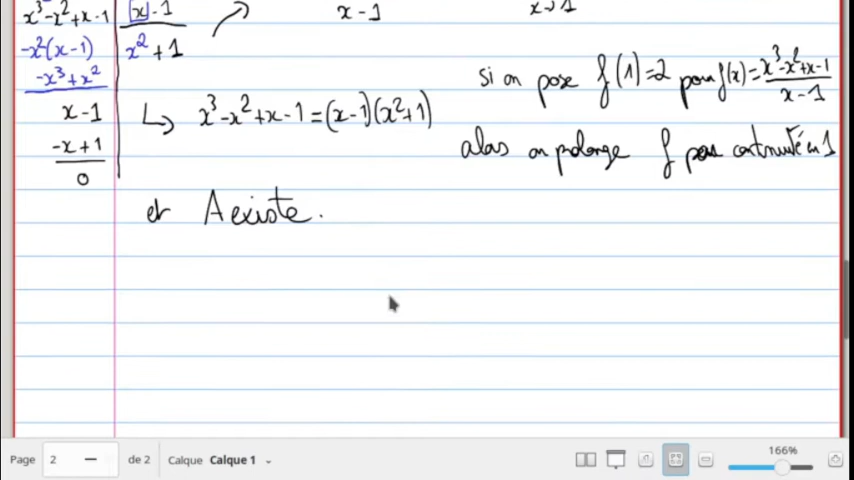 x³-x²+x-1
x-1
x-1
x→1
-x²(x-1)
x²+1
-x³+x²
x-1
-x+1
0
↳ x³-x²+x-1=(x-1)(x²+1)
si on pose f(1)=2 pour f(x)=x³-x²+x-1
x-1
alors on prolonge f par continuité en 1
et A existe.
Page 2 de 2 Calque Calque 1 166%